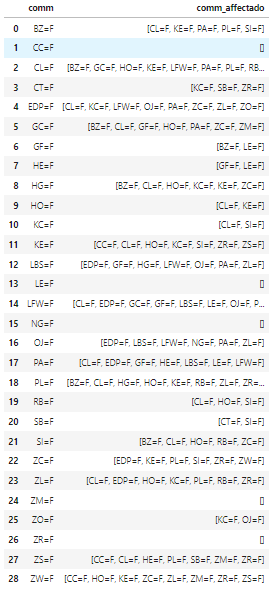 comm comm_affectado
0 BZ=F [CL=F, KE=F, PA=F, PL=F, SI=F]
1 CC=F []
2 CL=F [BZ=F, GC=F, HO=F, KE=F, LFW=F, PA=F, PL=F, RB...
3 CT=F [KC=F, SB=F, ZR=F]
4 EDP=F [CL=F, KC=F, LFW=F, OJ=F, PA=F, ZC=F, ZL=F, ZO=F]
5 GC=F [BZ=F, CL=F, GF=F, HO=F, PA=F, ZC=F, ZM=F]
6 GF=F [BZ=F, LE=F]
7 HE=F [GF=F, LE=F]
8 HG=F [BZ=F, CL=F, HO=F, KC=F, KE=F, ZC=F]
9 HO=F [CL=F, KE=F]
10 KC=F [CL=F, SI=F]
11 KE=F [CC=F, CL=F, HO=F, KC=F, SI=F, ZR=F, ZS=F]
12 LBS=F [EDP=F, GF=F, HG=F, LFW=F, OJ=F, PA=F, ZL=F]
13 LE=F []
14 LFW=F [CL=F, EDP=F, GC=F, GF=F, LBS=F, LE=F, OJ=F, P...
15 NG=F []
16 OJ=F [EDP=F, LBS=F, LFW=F, NG=F, PA=F, ZL=F]
17 PA=F [CL=F, EDP=F, GF=F, HE=F, LBS=F, LE=F, LFW=F]
18 PL=F [BZ=F, CL=F, HG=F, HO=F, KE=F, RB=F, ZL=F, ZR=...
19 RB=F [CL=F, HO=F, SI=F]
20 SB=F [CT=F, SI=F]
21 SI=F [BZ=F, CL=F, HO=F, RB=F, ZC=F]
22 ZC=F [EDP=F, KE=F, PL=F, SI=F, ZR=F, ZW=F]
23 ZL=F [CL=F, EDP=F, HO=F, KC=F, PL=F, RB=F, ZR=F]
24 ZM=F []
25 ZO=F [KC=F, OJ=F]
26 ZR=F []
27 ZS=F [CC=F, CL=F, HE=F, PL=F, SB=F, ZM=F, ZR=F]
28 ZW=F [CC=F, HO=F, KE=F, ZC=F, ZL=F, ZM=F, ZR=F, ZS=F]